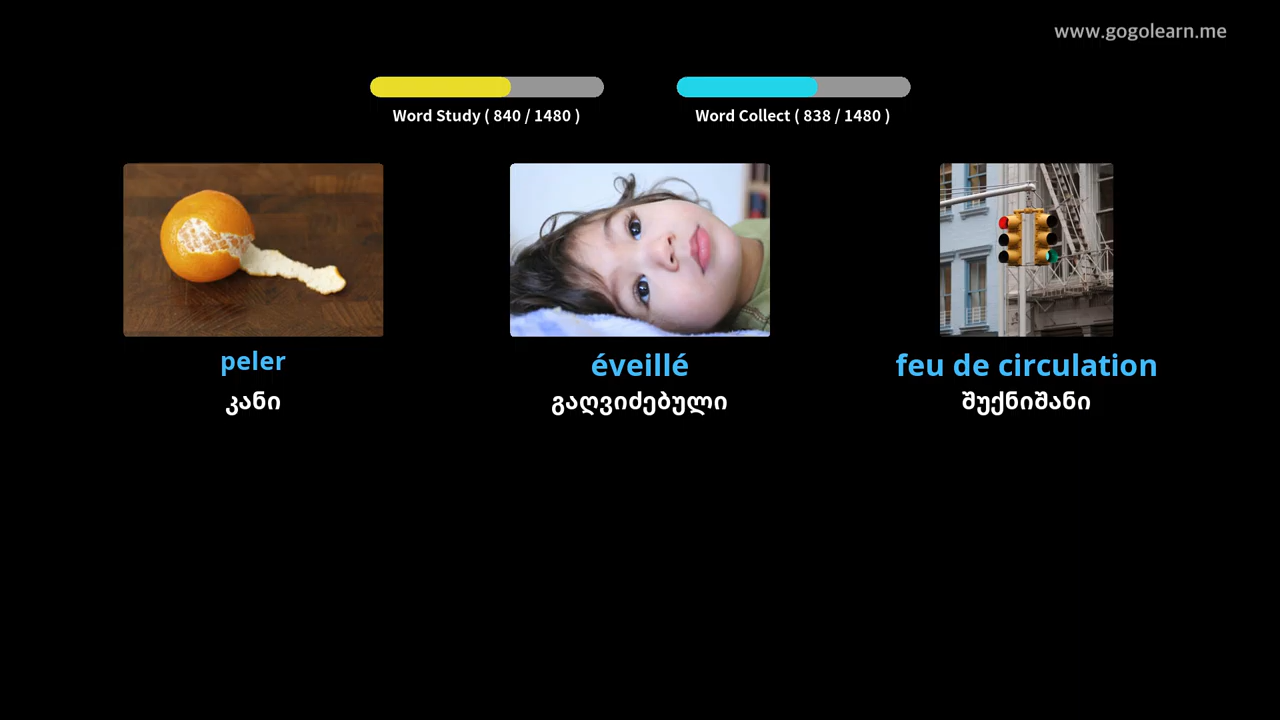 www.gogolearn.me
Word Study ( 840 / 1480 )
Word Collect ( 838 / 1480 )
peler
éveillé
feu de circulation
კანი
გაღვიძებული
შუქნიშანი